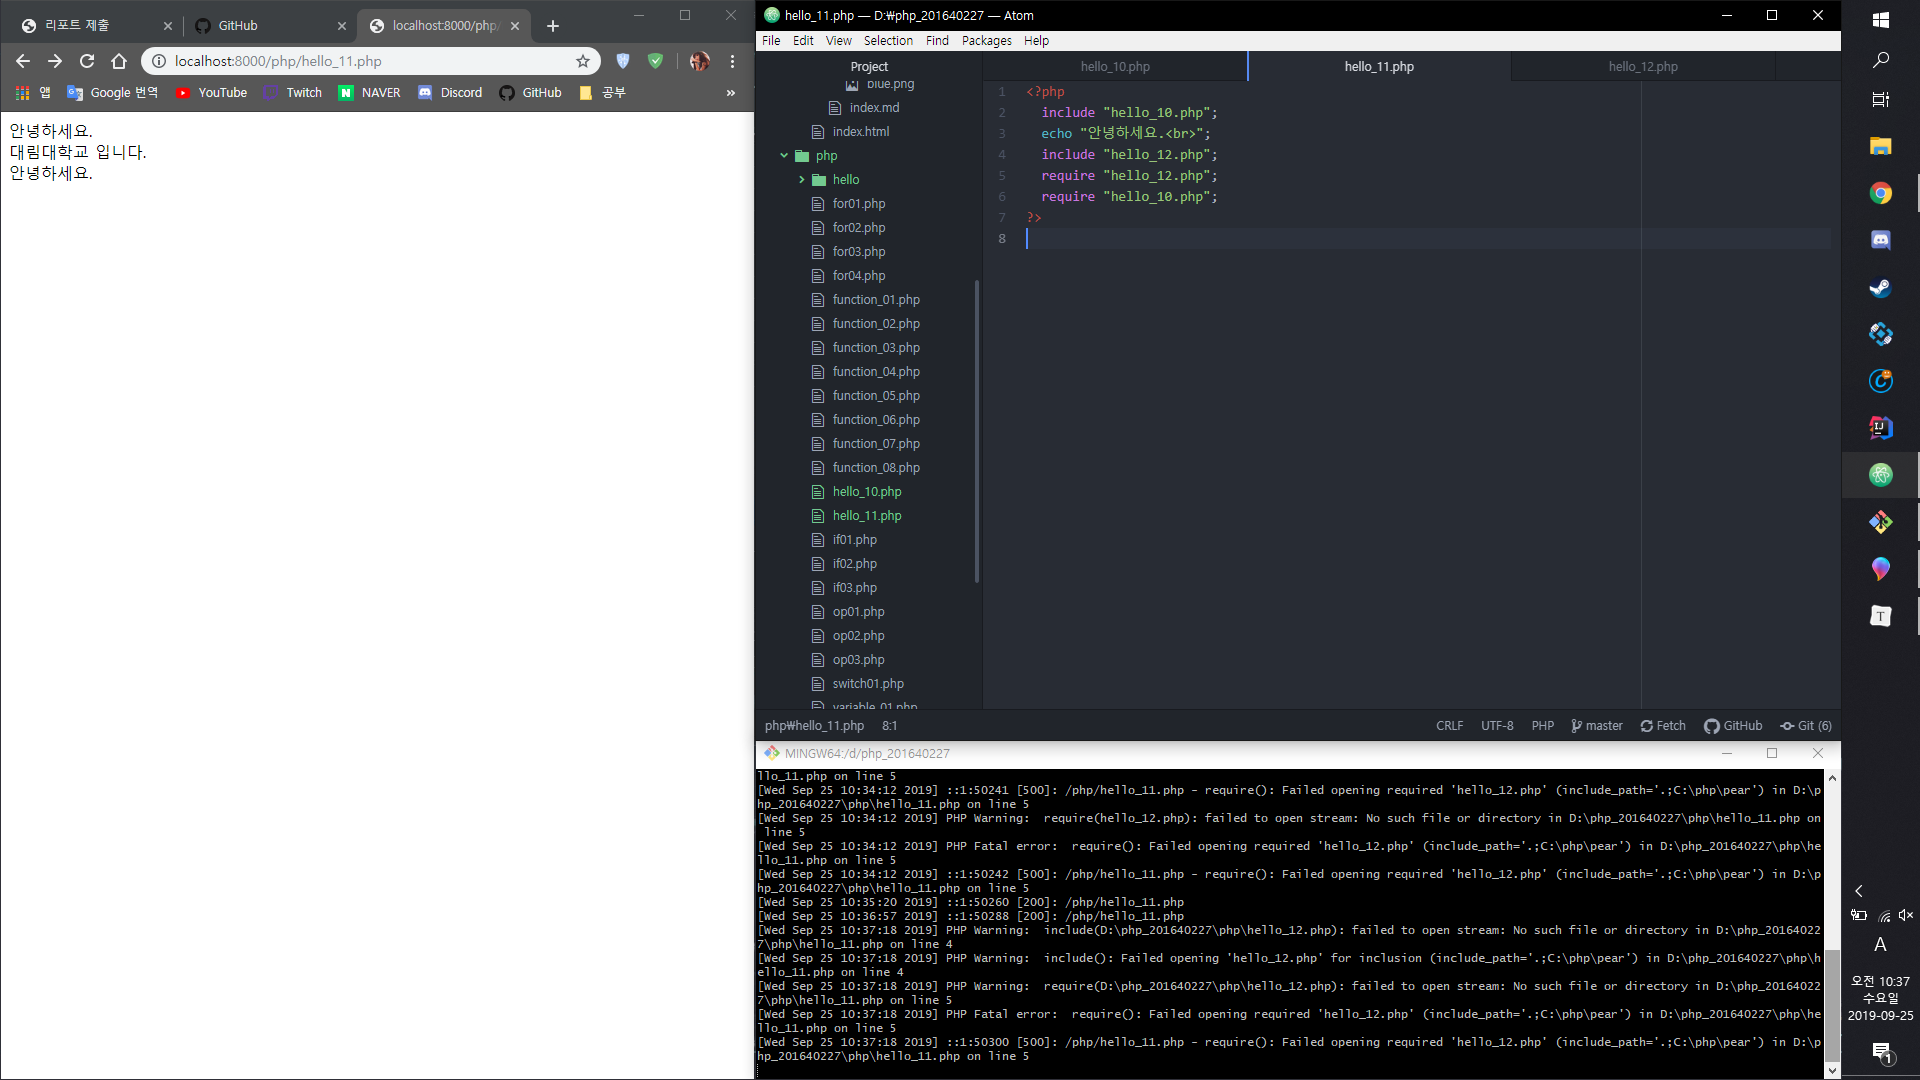 리포트 제출
GitHub
localhost:8000/php/
localhost:8000/php/hello_11.php
앱
Google 번역
YouTube
Twitch
NAVER
Discord
GitHub
공부
»
안녕하세요.
대림대학교 입니다.
안녕하세요.
hello_11.php — D:₩php_201640227 — Atom
File Edit View Selection Find Packages Help
Project
blue.png
index.md
index.html
php
hello
for01.php
for02.php
for03.php
for04.php
function_01.php
function_02.php
function_03.php
function_04.php
function_05.php
function_06.php
function_07.php
function_08.php
hello_10.php
hello_11.php
if01.php
if02.php
if03.php
op01.php
op02.php
op03.php
switch01.php
variable_01.php
hello_10.php
hello_11.php
hello_12.php
1 <?php
2 include "hello_10.php";
3 echo "안녕하세요.<br>";
4 include "hello_12.php";
5 require "hello_12.php";
6 require "hello_10.php";
7 ?>
8
php₩hello_11.php 8:1
CRLF UTF-8 PHP master Fetch GitHub Git (6)
MINGW64:/d/php_201640227
llo_11.php on line 5
[Wed Sep 25 10:34:12 2019] ::1:50241 [500]: /php/hello_11.php - require(): Failed opening required 'hello_12.php' (include_path='.;C:\php\pear') in D:\p
hp_201640227\php\hello_11.php on line 5
[Wed Sep 25 10:34:12 2019] PHP Warning:  require(hello_12.php): failed to open stream: No such file or directory in D:\php_201640227\php\hello_11.php on
line 5
[Wed Sep 25 10:34:12 2019] PHP Fatal error:  require(): Failed opening required 'hello_12.php' (include_path='.;C:\php\pear') in D:\php_201640227\php\he
llo_11.php on line 5
[Wed Sep 25 10:34:12 2019] ::1:50242 [500]: /php/hello_11.php - require(): Failed opening required 'hello_12.php' (include_path='.;C:\php\pear') in D:\p
hp_201640227\php\hello_11.php on line 5
[Wed Sep 25 10:35:20 2019] ::1:50260 [200]: /php/hello_11.php
[Wed Sep 25 10:36:57 2019] ::1:50288 [200]: /php/hello_11.php
[Wed Sep 25 10:37:18 2019] PHP Warning:  include(D:\php_201640227\php\hello_12.php): failed to open stream: No such file or directory in D:\php_20164022
7\php\hello_11.php on line 4
[Wed Sep 25 10:37:18 2019] PHP Warning:  include(): Failed opening 'hello_12.php' for inclusion (include_path='.;C:\php\pear') in D:\php_201640227\php\h
ello_11.php on line 4
[Wed Sep 25 10:37:18 2019] PHP Warning:  require(D:\php_201640227\php\hello_12.php): failed to open stream: No such file or directory in D:\php_20164022
7\php\hello_11.php on line 5
[Wed Sep 25 10:37:18 2019] PHP Fatal error:  require(): Failed opening required 'hello_12.php' (include_path='.;C:\php\pear') in D:\php_201640227\php\he
llo_11.php on line 5
[Wed Sep 25 10:37:18 2019] ::1:50300 [500]: /php/hello_11.php - require(): Failed opening required 'hello_12.php' (include_path='.;C:\php\pear') in D:\p
hp_201640227\php\hello_11.php on line 5
IJ
T
A
오전 10:37
수요일
2019-09-25
1